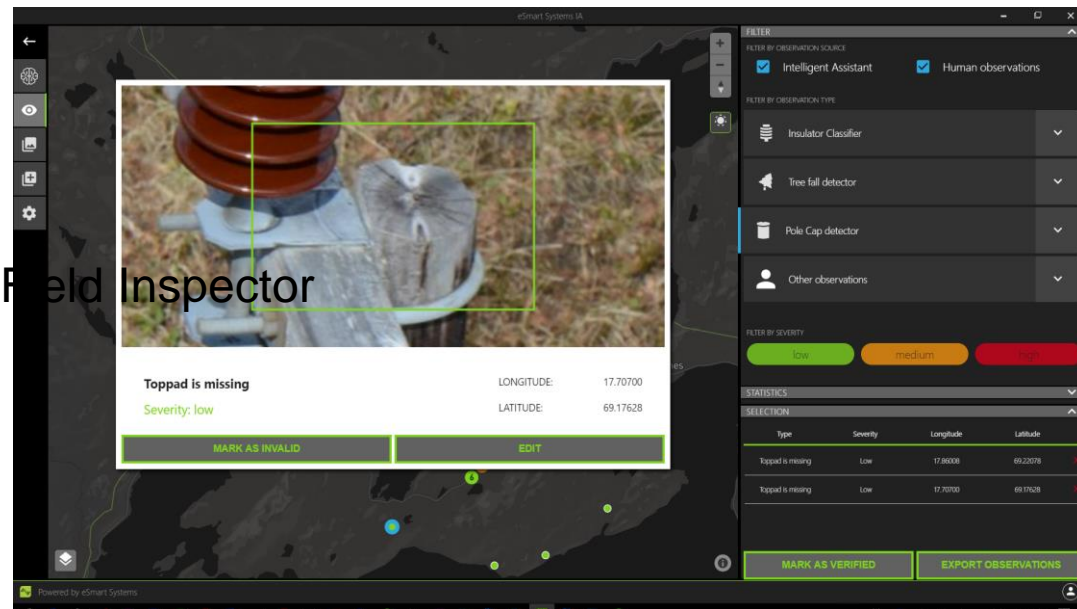 eSmart Systems IA
FILTER
FILTER BY OBSERVATION SOURCE
Intelligent Assistant
Human observations
FILTER BY OBSERVATION TYPE
Insulator Classifier
Tree fall detector
Pole Cap detector
Other observations
FILTER BY SEVERITY
low
medium
high
STATISTICS
SELECTION
Type Severity Longitude Latitude
Toppad is missing Low 17.86008 69.22078
Toppad is missing Low 17.70700 69.17628
MARK AS VERIFIED
EXPORT OBSERVATIONS
Field Inspector
Toppad is missing
Severity: low
LONGITUDE: 17.70700
LATITUDE: 69.17628
MARK AS INVALID
EDIT
Powered by eSmart Systems